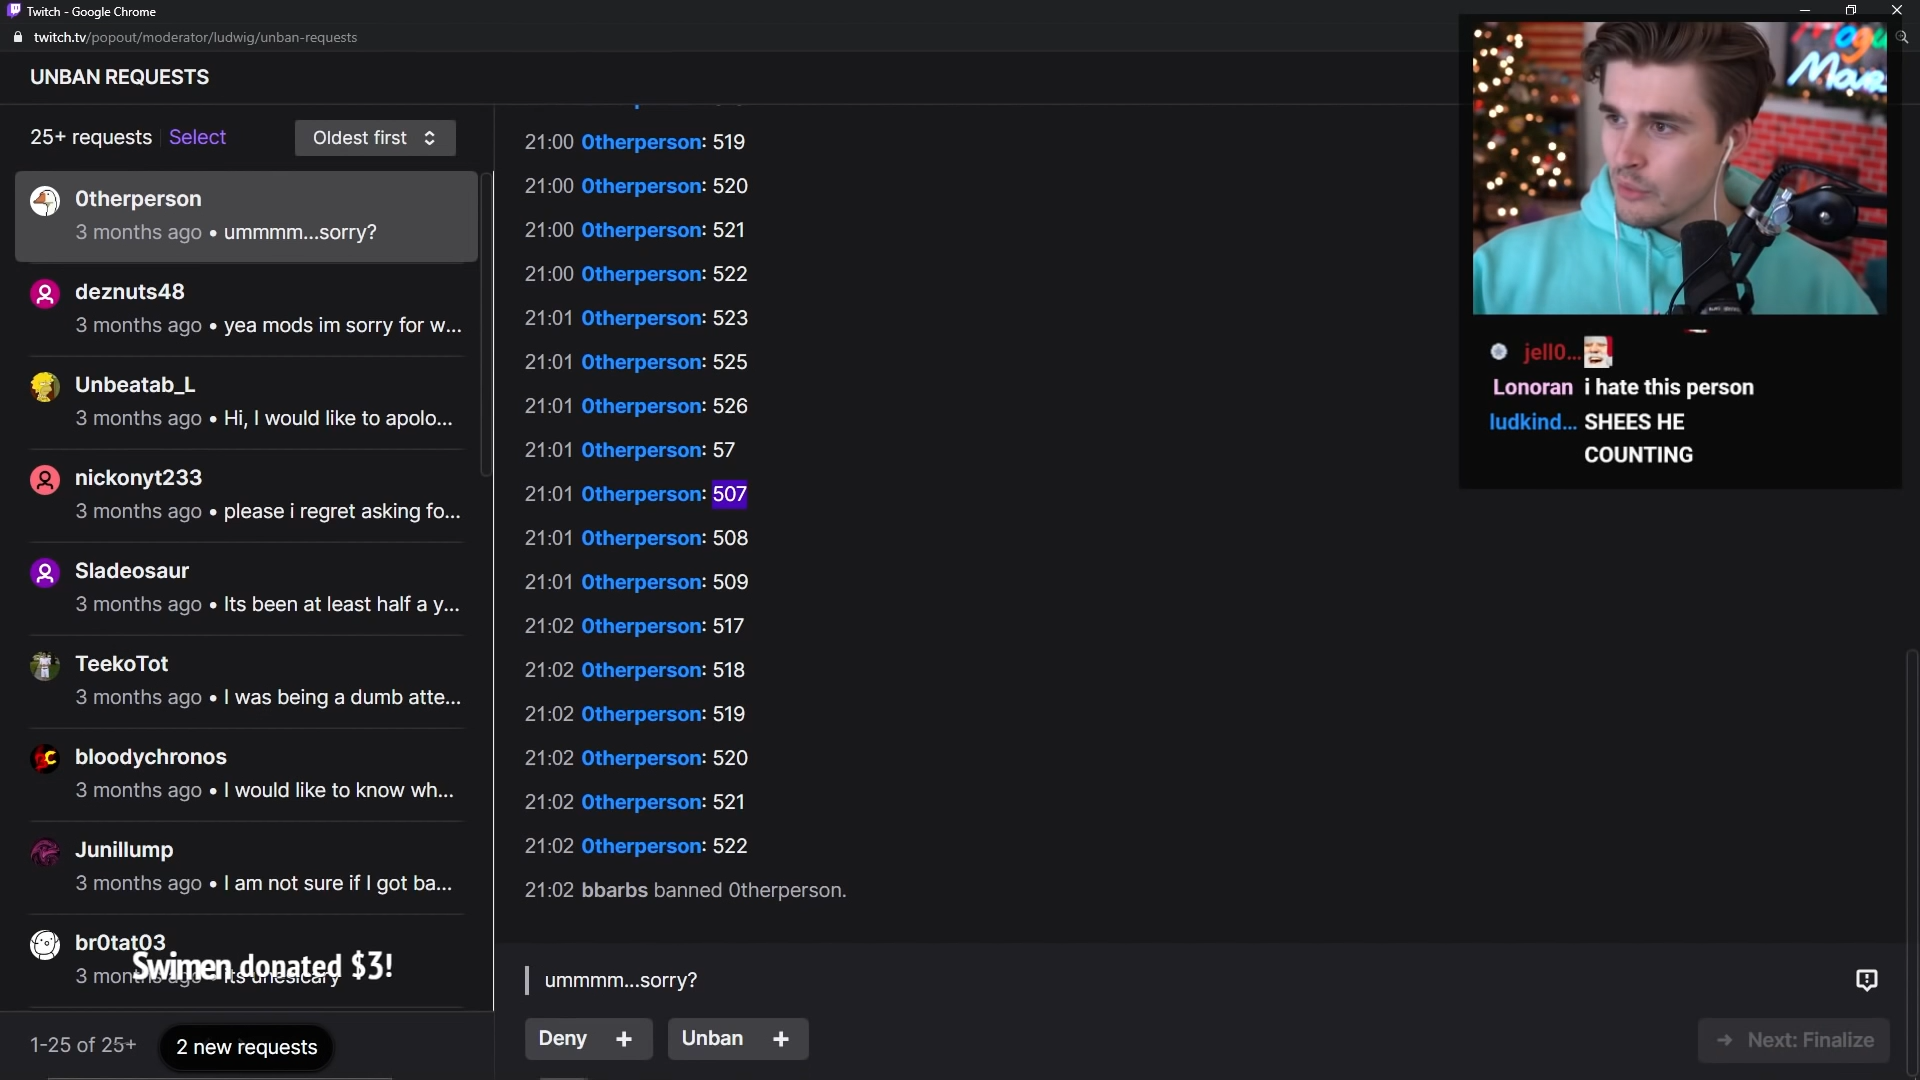 Twitch - Google Chrome
twitch.tv/popout/moderator/ludwig/unban-requests
UNBAN REQUESTS
25+ requests Select Oldest first
0therperson
3 months ago • ummmm...sorry?
deznuts48
3 months ago • yea mods im sorry for w...
Unbeatab_L
3 months ago • Hi, I would like to apolo...
nickonyt233
3 months ago • please i regret asking fo...
Sladeosaur
3 months ago • Its been at least half a y...
TeekoTot
3 months ago • I was being a dumb atte...
bloodychronos
3 months ago • I would like to know wh...
Junillump
3 months ago • I am not sure if I got ba...
br0tat03
3 months ago
Swimen donated $3!
1-25 of 25+ 2 new requests
21:00 0therperson: 519
21:00 0therperson: 520
21:00 0therperson: 521
21:00 0therperson: 522
21:01 0therperson: 523
21:01 0therperson: 525
21:01 0therperson: 526
21:01 0therperson: 57
21:01 0therperson: 507
21:01 0therperson: 508
21:01 0therperson: 509
21:02 0therperson: 517
21:02 0therperson: 518
21:02 0therperson: 519
21:02 0therperson: 520
21:02 0therperson: 521
21:02 0therperson: 522
21:02 bbarbs banned 0therperson.
ummmm...sorry?
Deny + Unban +
→ Next: Finalize
jell0...
Lonoran i hate this person
ludkind... SHEES HE
COUNTING